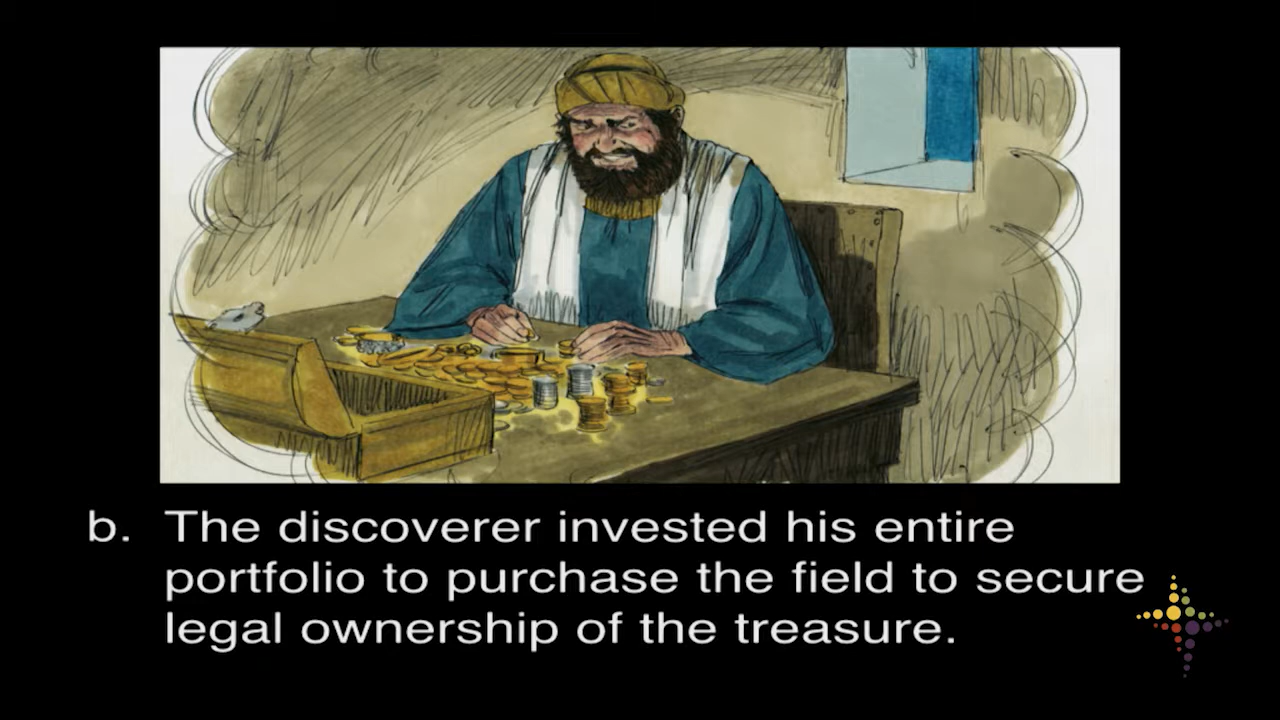 b. The discoverer invested his entire
portfolio to purchase the field to secure
legal ownership of the treasure.